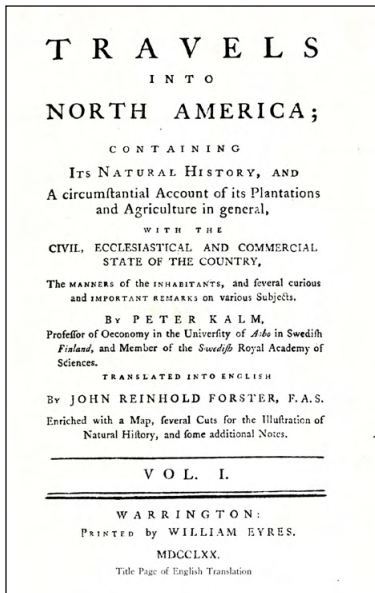 TRAVELS
INTO
NORTH AMERICA;
CONTAINING
ITS NATURAL HISTORY, AND
A circumſtantial Account of its Plantations
and Agriculture in general,
WITH THE
CIVIL, ECCLESIASTICAL AND COMMERCIAL
STATE OF THE COUNTRY,
The MANNERS of the INHABITANTS, and ſeveral curious
and IMPORTANT REMARKS on various Subjects.
BY PETER KALM,
Profeſſor of Oeconomy in the Univerſity of Aobo in Swediſh
Finland, and Member of the Swediſh Royal Academy of
Sciences.
TRANSLATED INTO ENGLISH
BY JOHN REINHOLD FORSTER, F.A.S.
Enriched with a Map, ſeveral Cuts for the Illuſtration of
Natural Hiſtory, and ſome additional Notes.
VOL. I.
WARRINGTON:
PRINTED by WILLIAM EYRES.
MDCCLXX.
Title Page of English Translation